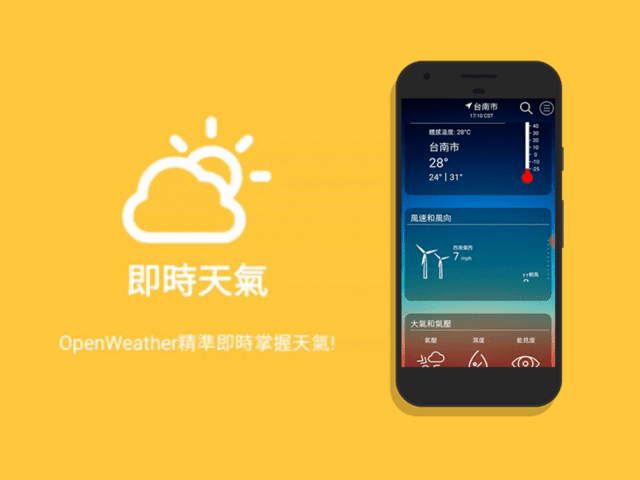 即時天氣
OpenWeather精準即時掌握天氣!
台南市
17:10 CST
體感溫度: 28°C
台南市
28°
24° | 31°
40
30
20
10
0
-10
-25
風速和風向
西南偏西
7 mph
大氣和氣壓
氣壓
濕度
能見度